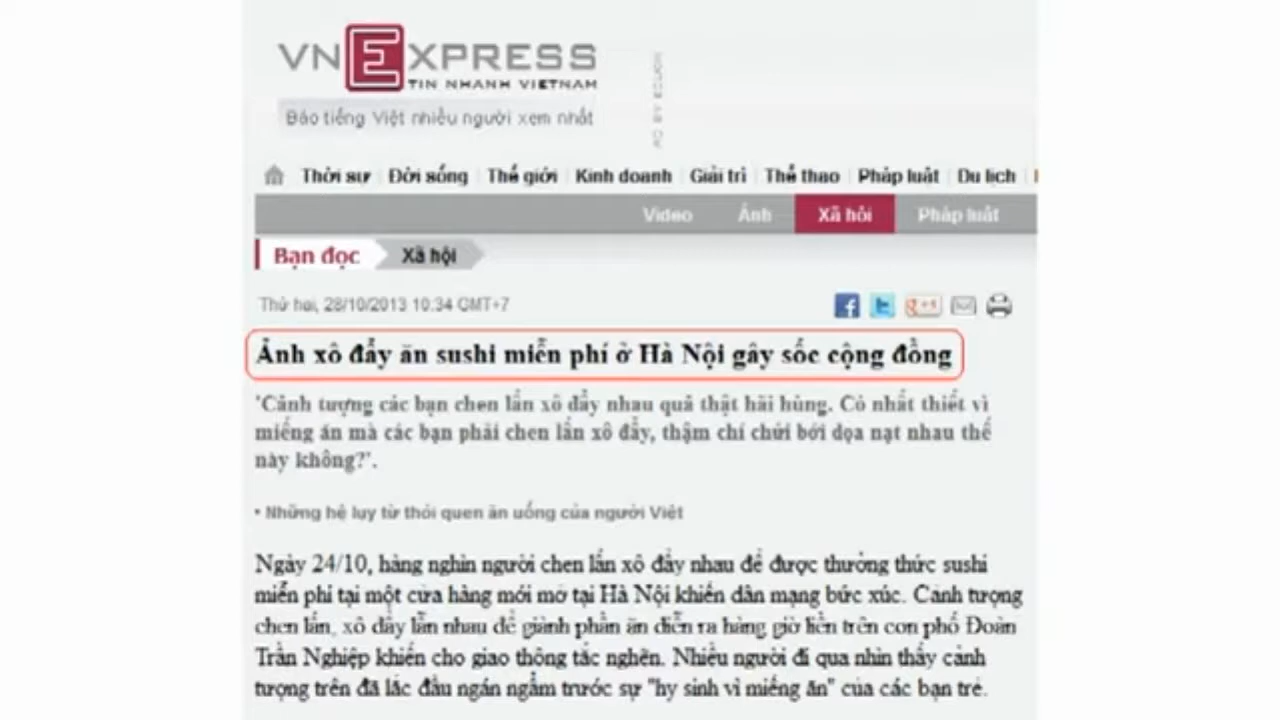 VNEXPRESS
TIN NHANH VIETNAM
Báo tiếng Việt nhiều người xem nhất
Thời sự Đời sống Thế giới Kinh doanh Giải trí Thể thao Pháp luật Du lịch
Video Ảnh Xã hội Pháp luật
Bạn đọc Xã hội
Thứ hai, 28/10/2013 10:34 GMT+7
Ảnh xô đẩy ăn sushi miễn phí ở Hà Nội gây sốc cộng đồng
'Cảnh tượng các bạn chen lấn xô đẩy nhau quả thật hãi hùng. Có nhất thiết vì
miếng ăn mà các bạn phải chen lấn xô đẩy, thậm chí chửi bới dọa nạt nhau thế
này không?'.
• Những hệ lụy từ thói quen ăn uống của người Việt
Ngày 24/10, hàng nghìn người chen lấn xô đẩy nhau để được thưởng thức sushi
miễn phí tại một cửa hàng mới mở tại Hà Nội khiến dân mạng bức xúc. Cảnh tượng
chen lấn, xô đẩy lẫn nhau để giành phần ăn diễn ra hàng giờ liền trên con phố Đoàn
Trần Nghiệp khiến cho giao thông tắc nghẽn. Nhiều người đi qua nhìn thấy cảnh
tượng trên đã lắc đầu ngán ngẩm trước sự "hy sinh vì miếng ăn" của các bạn trẻ.